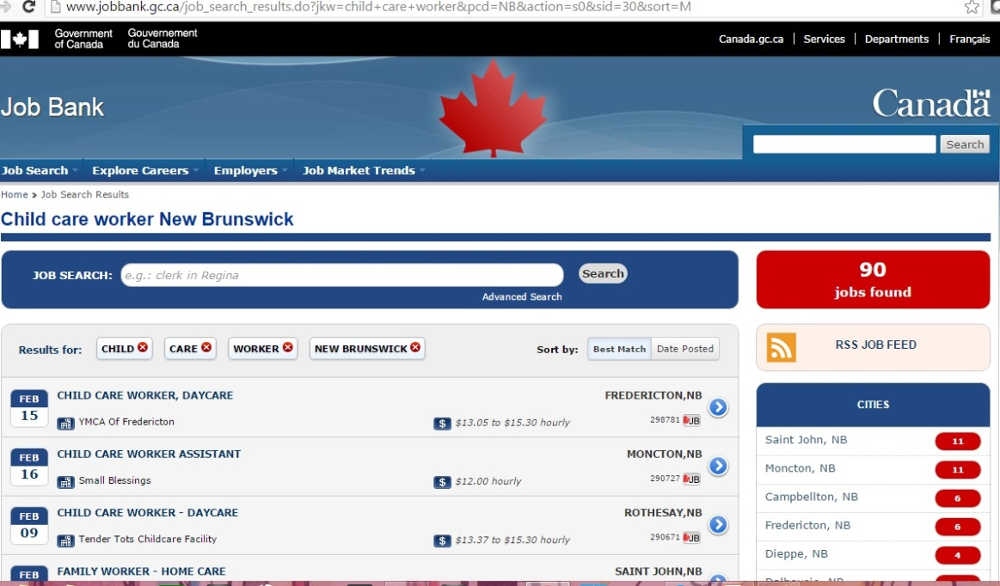 www.jobbank.gc.ca/job_search_results.do?jkw=child+care+worker&pcd=NB&action=s0&sid=30&sort=M
Government of Canada
Gouvernement du Canada
Canada.gc.ca | Services | Departments | Français
Job Bank
Canada
Search
Job Search Explore Careers Employers Job Market Trends
Home » Job Search Results
Child care worker New Brunswick
JOB SEARCH: e.g.: clerk in Regina Search
Advanced Search
90
jobs found
Results for: CHILD CARE WORKER NEW BRUNSWICK Sort by: Best Match Date Posted
RSS JOB FEED
FEB 15
CHILD CARE WORKER, DAYCARE FREDERICTON,NB
YMCA Of Fredericton $ $13.05 to $15.30 hourly 298781 JB
FEB 16
CHILD CARE WORKER ASSISTANT MONCTON,NB
Small Blessings $ $12.00 hourly 290727 JB
FEB 09
CHILD CARE WORKER - DAYCARE ROTHESAY,NB
Tender Tots Childcare Facility $ $13.37 to $15.30 hourly 290671 JB
FEB
FAMILY WORKER - HOME CARE SAINT JOHN,NB
CITIES
Saint John, NB 11
Moncton, NB 11
Campbellton, NB 6
Fredericton, NB 6
Dieppe, NB 4